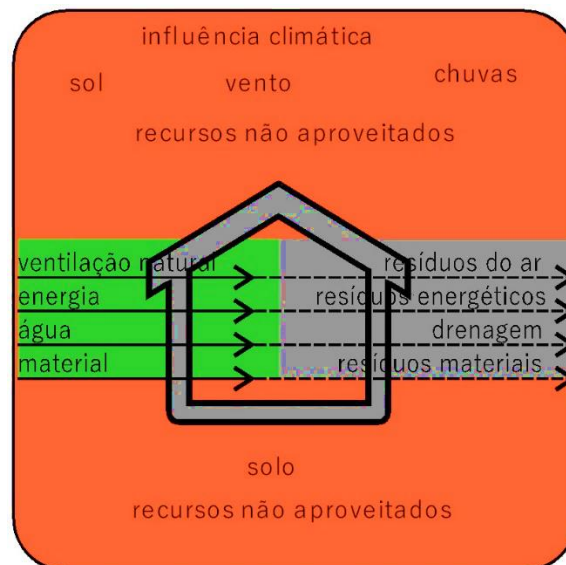 influência climática
sol vento chuvas
recursos não aproveitados
ventilação natural resíduos do ar
energia resíduos energéticos
água drenagem
material resíduos materiais
solo
recursos não aproveitados